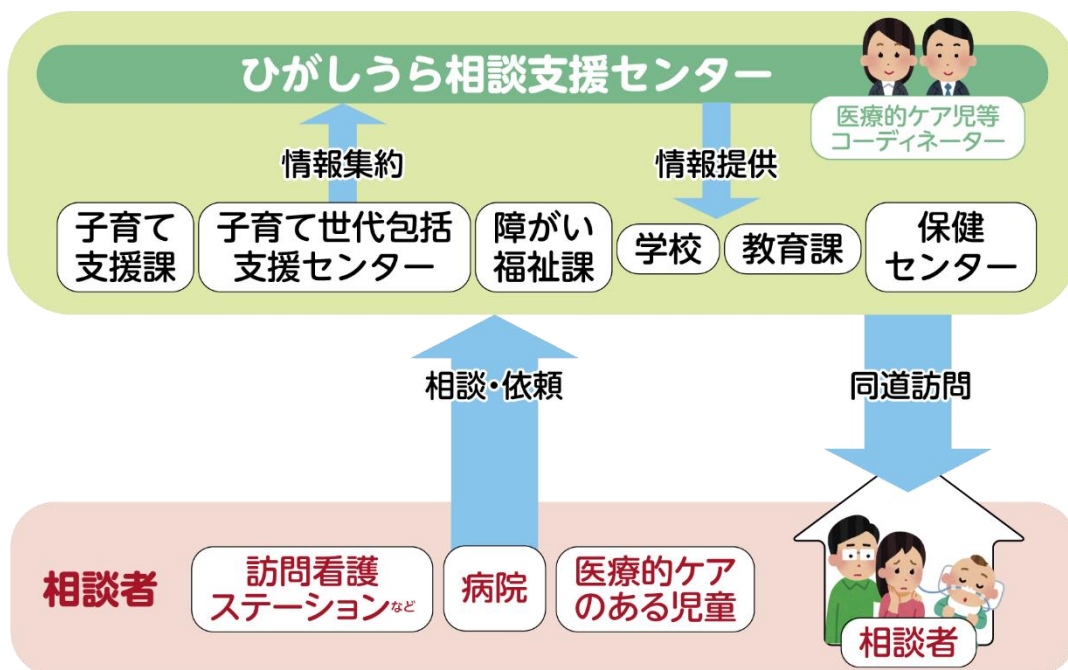 ひがしうら相談支援センター
医療的ケア児等
コーディネーター
情報集約
情報提供
子育て
支援課
子育て世代包括
支援センター
障がい
福祉課
学校
教育課
保健
センター
相談・依頼
同道訪問
相談者
訪問看護
ステーションなど
病院
医療的ケア
のある児童
相談者